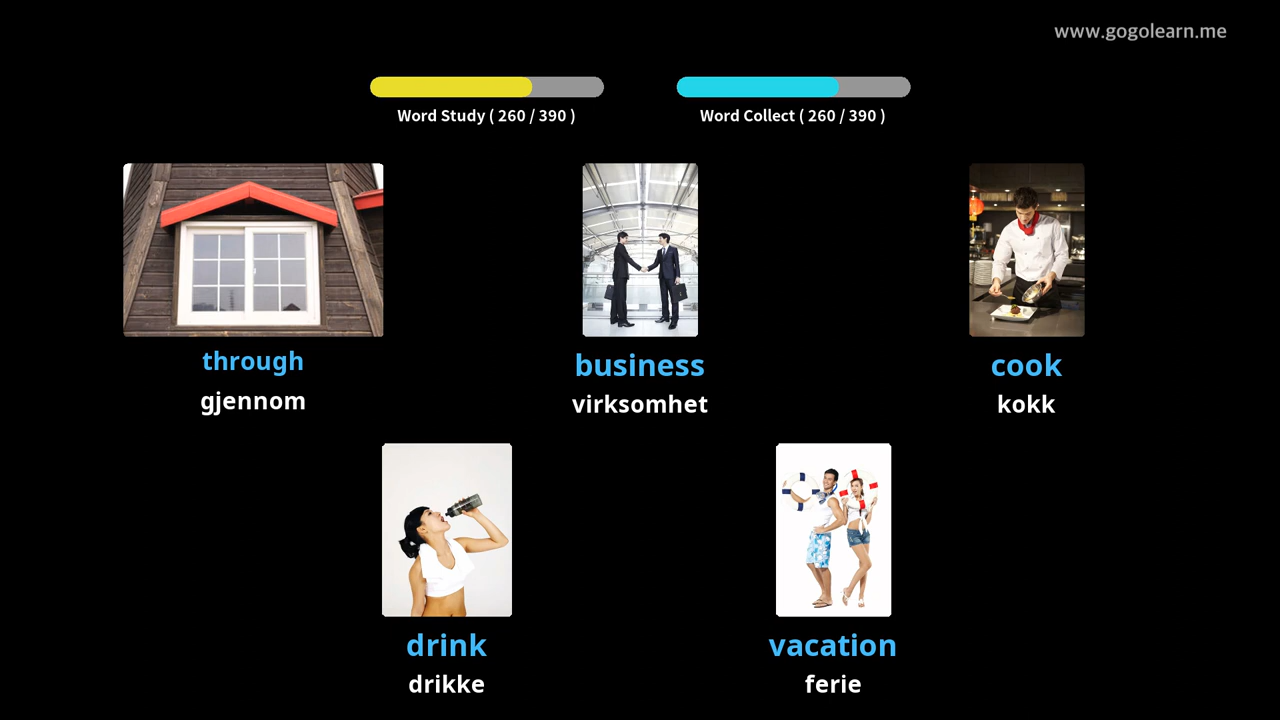 www.gogolearn.me
Word Study ( 260 / 390 )
Word Collect ( 260 / 390 )
through
gjennom
business
virksomhet
cook
kokk
drink
drikke
vacation
ferie